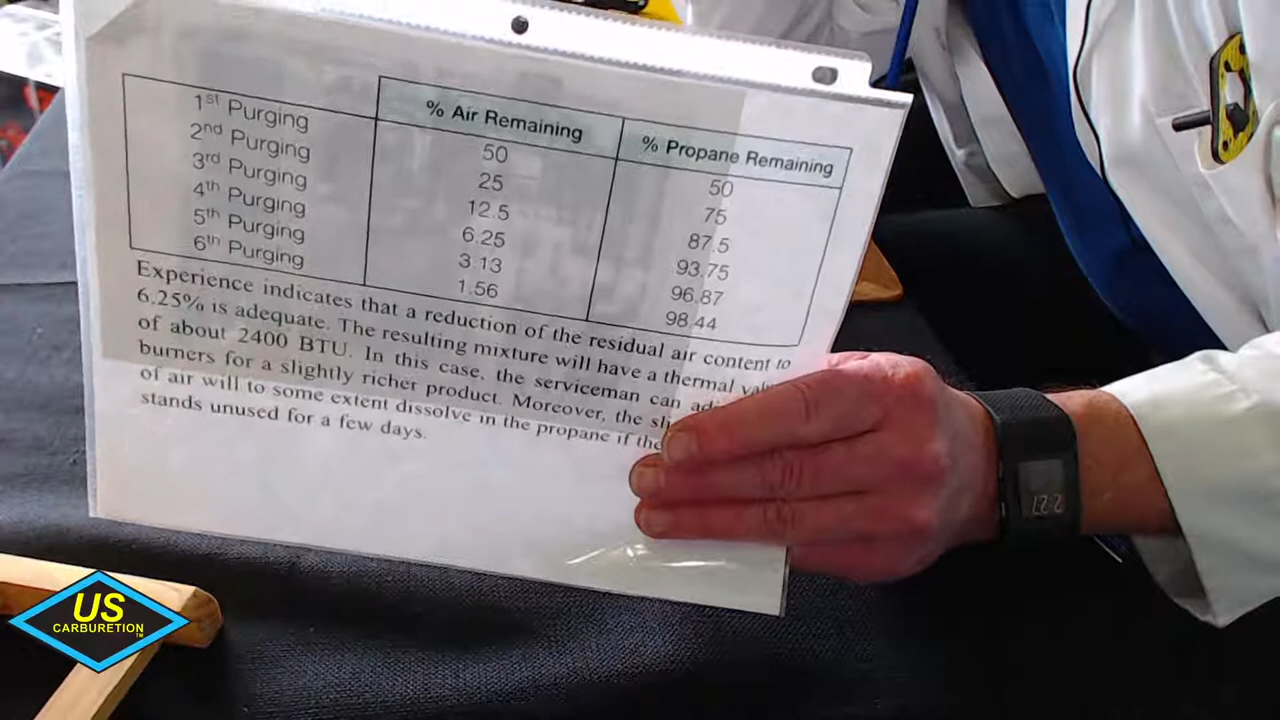 % Air Remaining % Propane Remaining
1st Purging 50 50
2nd Purging 25 75
3rd Purging 12.5 87.5
4th Purging 6.25 93.75
5th Purging 3.13 96.87
6th Purging 1.56 98.44
Experience indicates that a reduction of the residual air content to
6.25% is adequate. The resulting mixture will have a thermal
of about 2400 BTU. In this case, the serviceman can
burners for a slightly richer product. Moreover, the
of air will to some extent dissolve in the propane if the
stands unused for a few days.
2:27
US
CARBURETION
TM